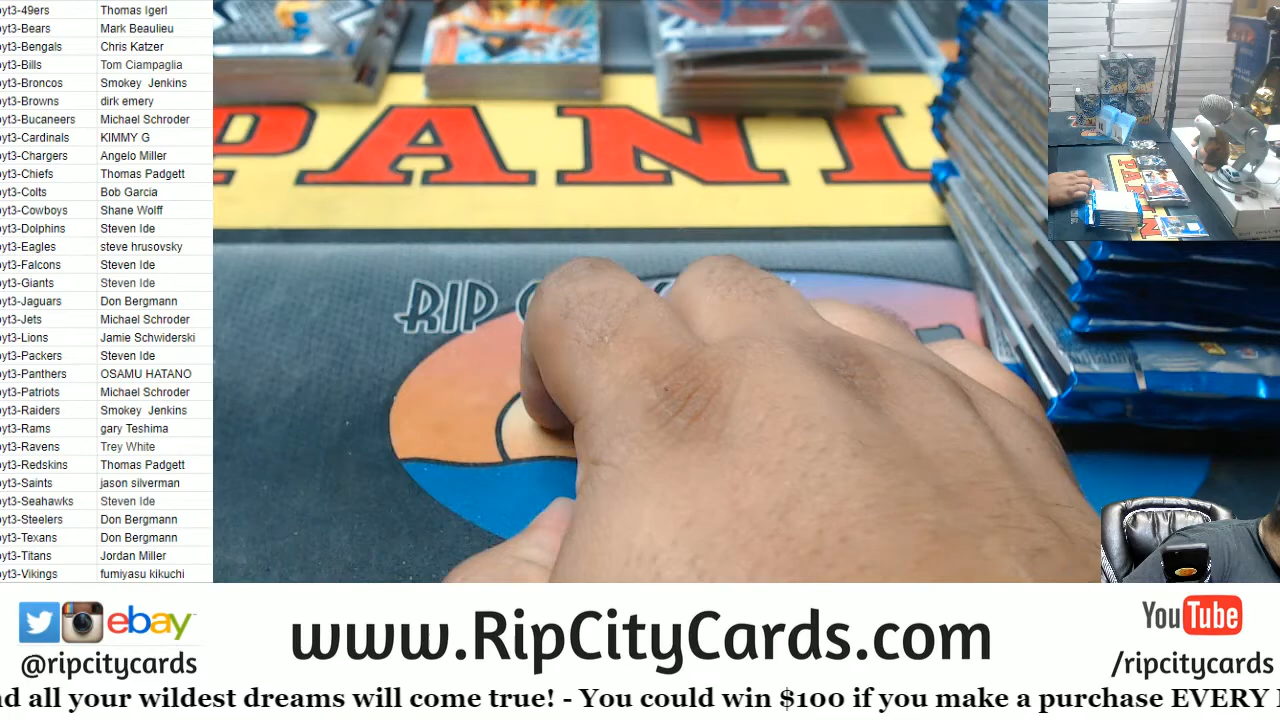 yt3-49ers Thomas Igerl
yt3-Bears Mark Beaulieu
yt3-Bengals Chris Katzer
yt3-Bills Tom Ciampaglia
yt3-Broncos Smokey Jenkins
yt3-Browns dirk emery
yt3-Bucaneers Michael Schroder
yt3-Cardinals KIMMY G
yt3-Chargers Angelo Miller
yt3-Chiefs Thomas Padgett
yt3-Colts Bob Garcia
yt3-Cowboys Shane Wolff
yt3-Dolphins Steven Ide
yt3-Eagles steve hrusovsky
yt3-Falcons Steven Ide
yt3-Giants Steven Ide
yt3-Jaguars Don Bergmann
yt3-Jets Michael Schroder
yt3-Lions Jamie Schwiderski
yt3-Packers Steven Ide
yt3-Panthers OSAMU HATANO
yt3-Patriots Michael Schroder
yt3-Raiders Smokey Jenkins
yt3-Rams gary Teshima
yt3-Ravens Trey White
yt3-Redskins Thomas Padgett
yt3-Saints jason silverman
yt3-Seahawks Steven Ide
yt3-Steelers Don Bergmann
yt3-Texans Don Bergmann
yt3-Titans Jordan Miller
yt3-Vikings fumiyasu kikuchi
PANI
RIP
ebay
@ripcitycards
www.RipCityCards.com
YouTube
/ripcitycards
nd all your wildest dreams will come true! - You could win $100 if you make a purchase EVERY